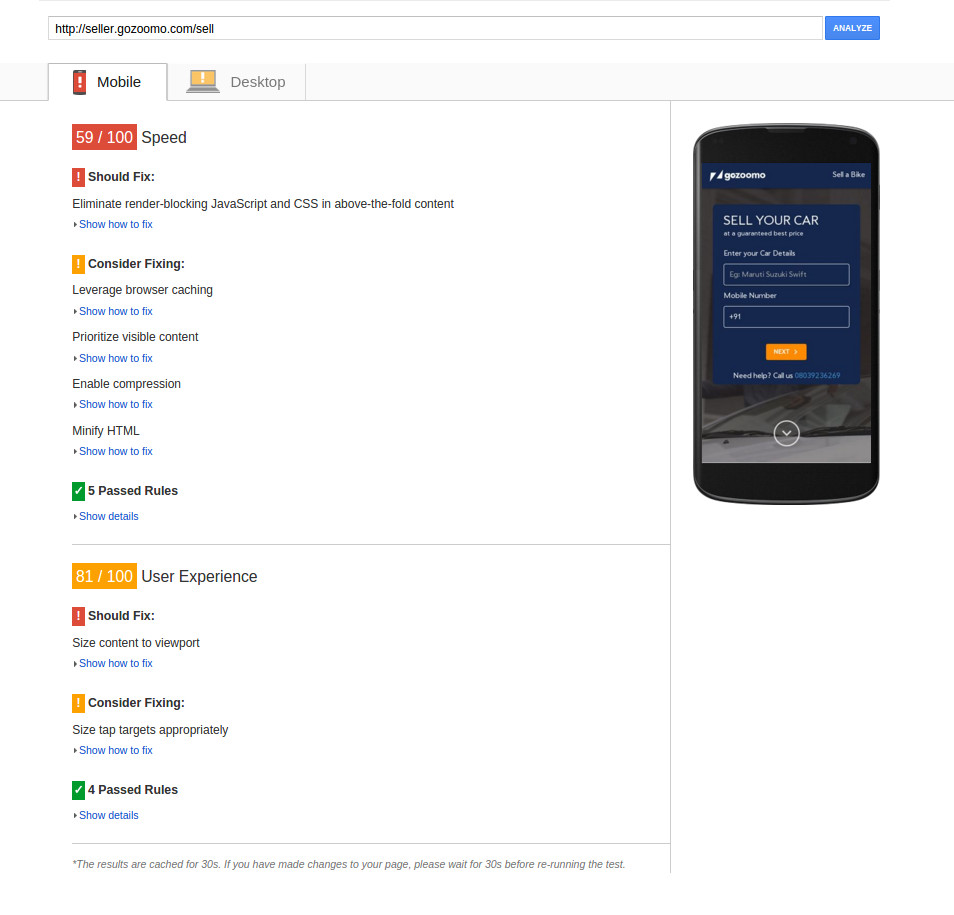 http://seller.gozoomo.com/sell
ANALYZE
Mobile
Desktop
59 / 100 Speed
! Should Fix:
Eliminate render-blocking JavaScript and CSS in above-the-fold content
Show how to fix
! Consider Fixing:
Leverage browser caching
Show how to fix
Prioritize visible content
Show how to fix
Enable compression
Show how to fix
Minify HTML
Show how to fix
✓ 5 Passed Rules
Show details
81 / 100 User Experience
! Should Fix:
Size content to viewport
Show how to fix
! Consider Fixing:
Size tap targets appropriately
Show how to fix
✓ 4 Passed Rules
Show details
*The results are cached for 30s. If you have made changes to your page, please wait for 30s before re-running the test.
gozoomo
Sell a Bike
SELL YOUR CAR
at a guaranteed best price
Enter your Car Details
Eg: Maruti Suzuki Swift
Mobile Number
+91
NEXT >
Need help? Call us 08039236269